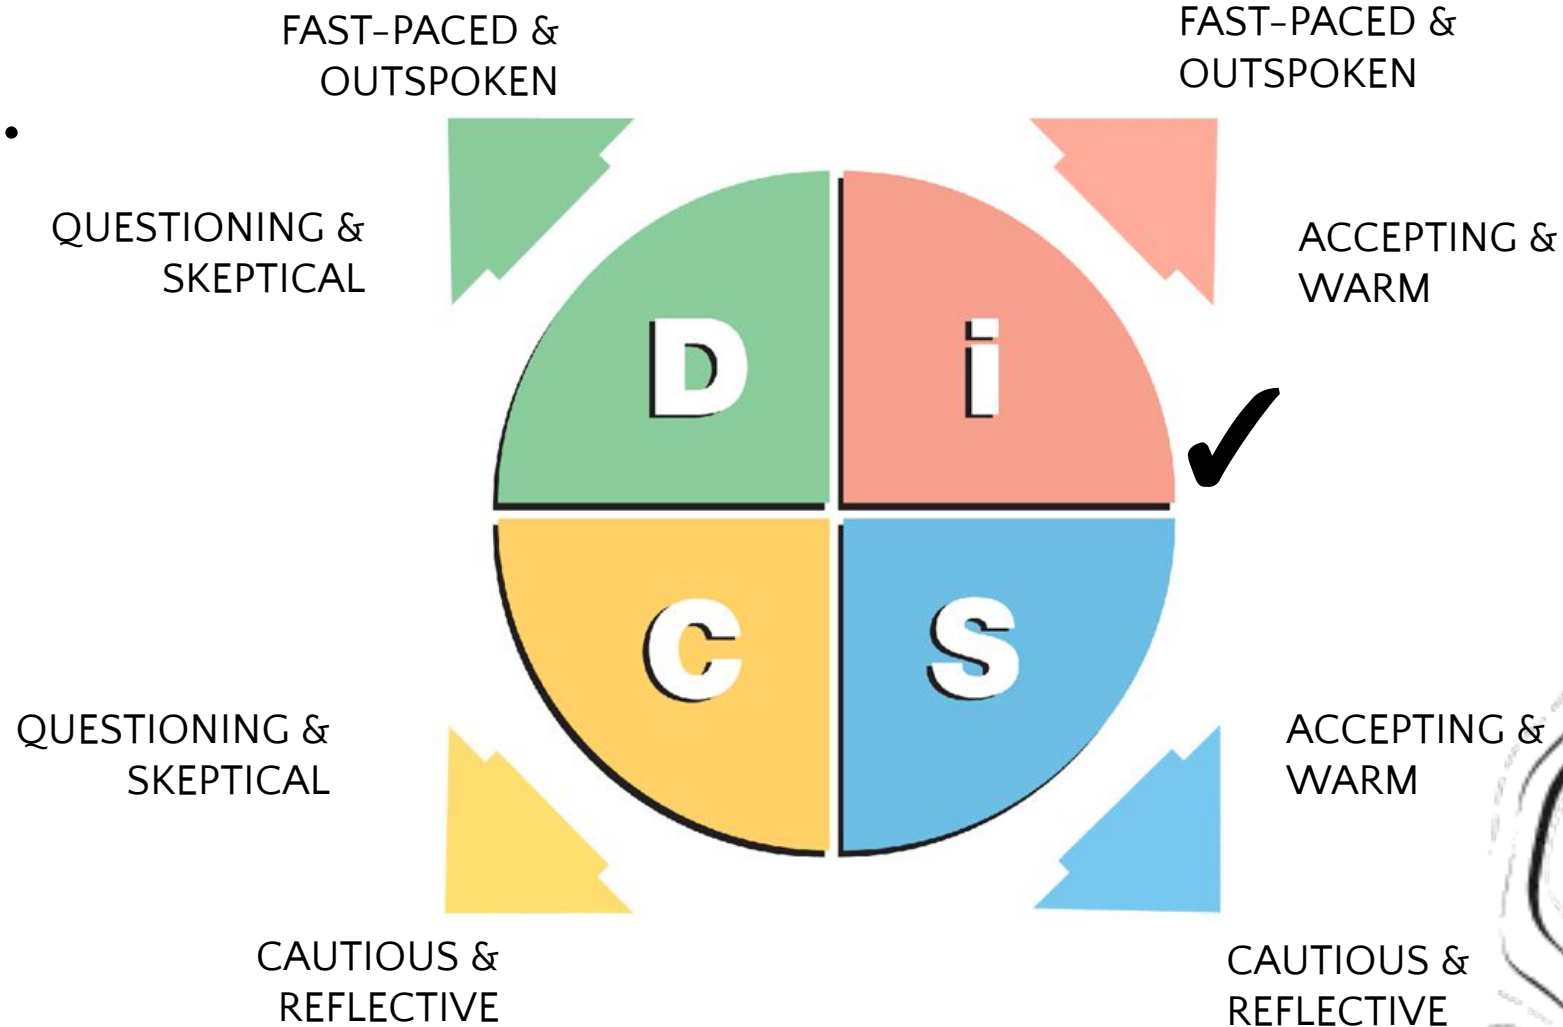 FAST-PACED &
OUTSPOKEN
FAST-PACED &
OUTSPOKEN
•
QUESTIONING &
SKEPTICAL
ACCEPTING &
WARM
D
i
✔
C
S
QUESTIONING &
SKEPTICAL
ACCEPTING &
WARM
CAUTIOUS &
REFLECTIVE
CAUTIOUS &
REFLECTIVE